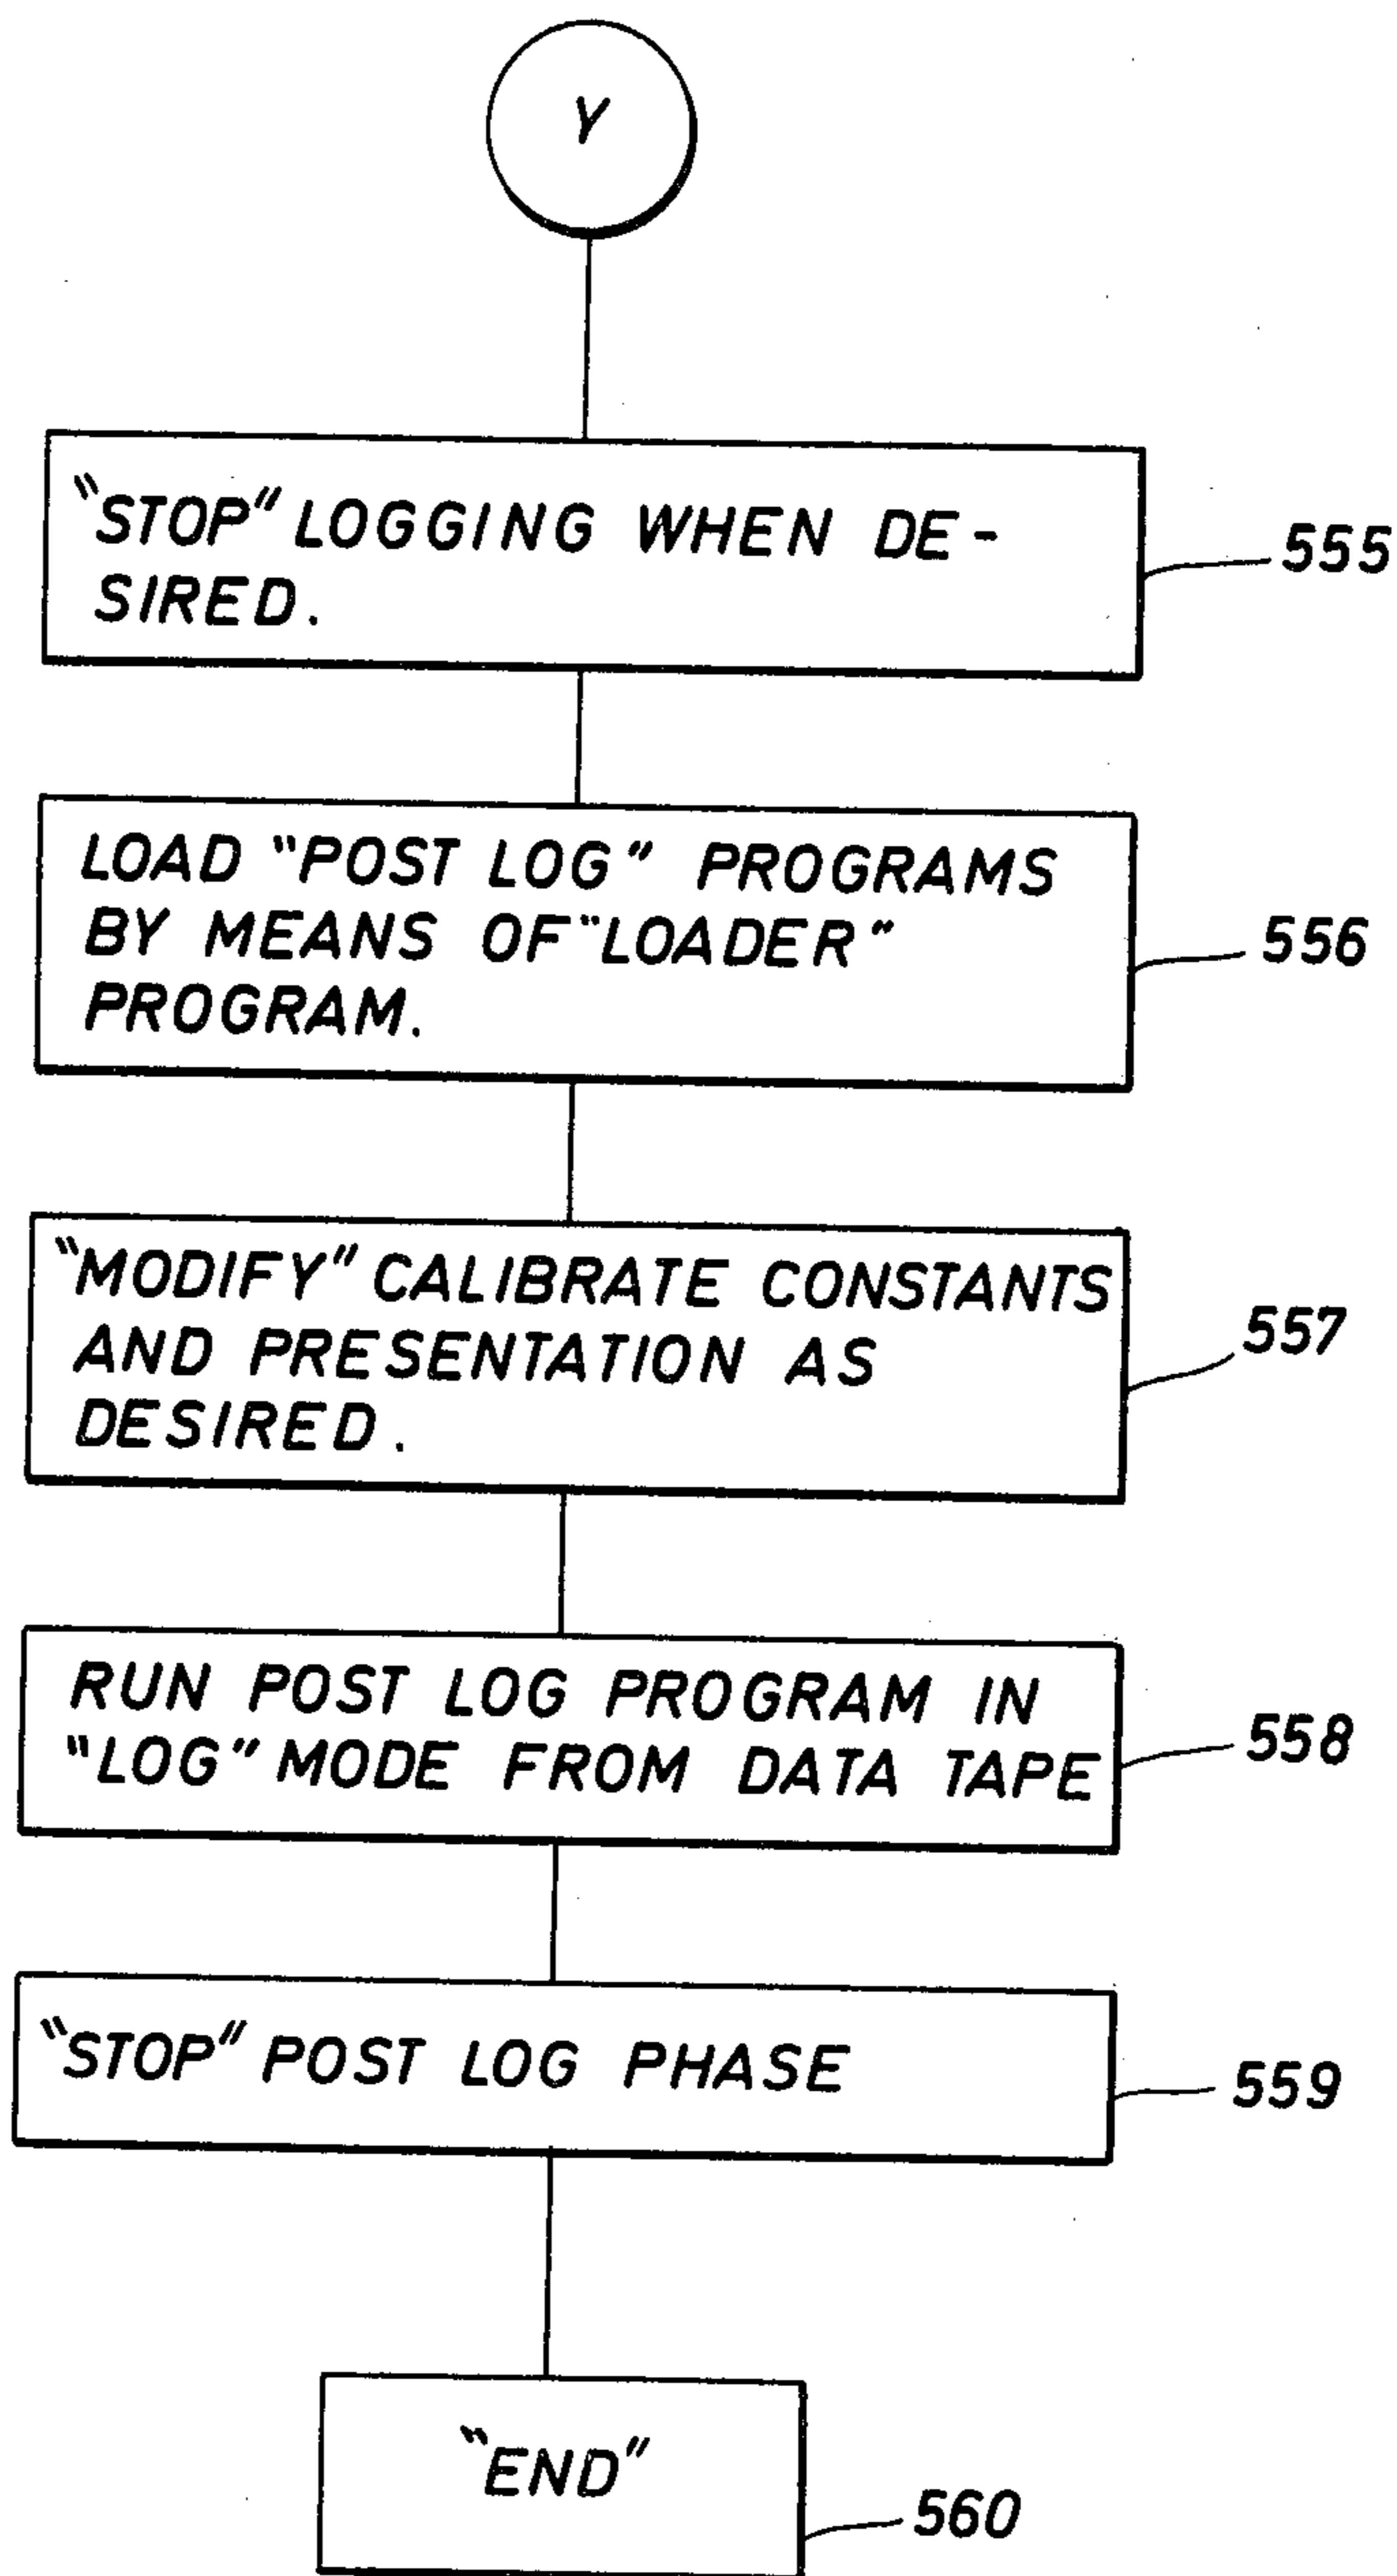 Y
"STOP" LOGGING WHEN DE-
SIRED.
555
LOAD "POST LOG" PROGRAMS
BY MEANS OF "LOADER"
PROGRAM.
556
"MODIFY" CALIBRATE CONSTANTS
AND PRESENTATION AS
DESIRED.
557
RUN POST LOG PROGRAM IN
"LOG" MODE FROM DATA TAPE
558
"STOP" POST LOG PHASE
559
"END"
560